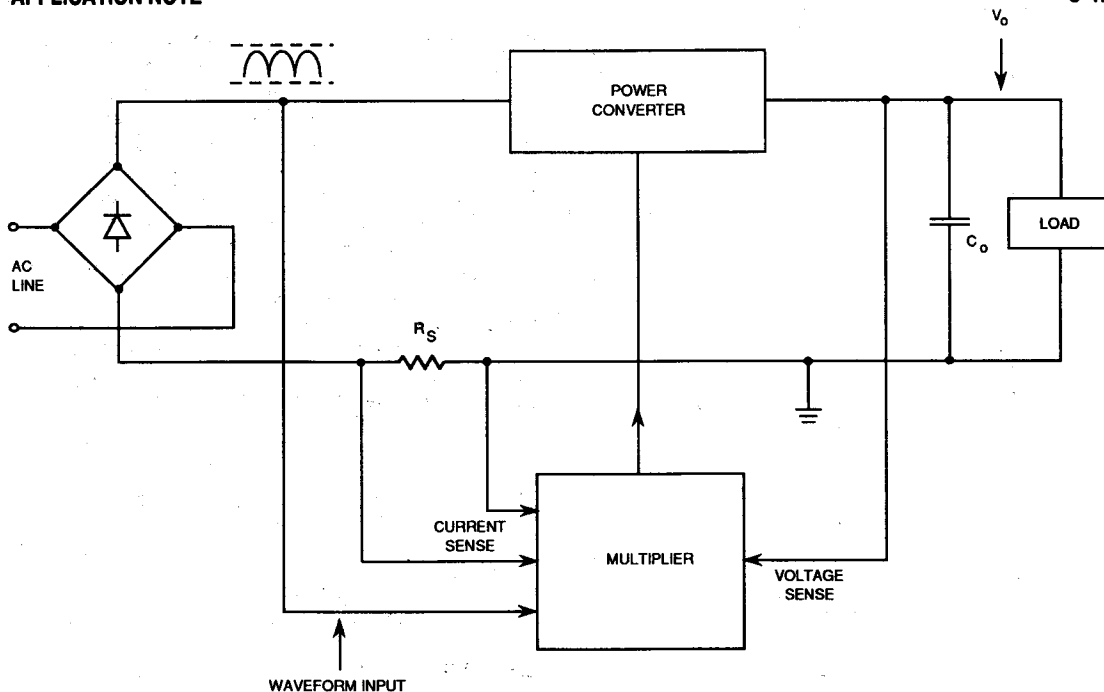 APPLICATION NOTE
Vo
POWER
CONVERTER
AC
LINE
Co
LOAD
RS
CURRENT
SENSE
MULTIPLIER
VOLTAGE
SENSE
WAVEFORM INPUT